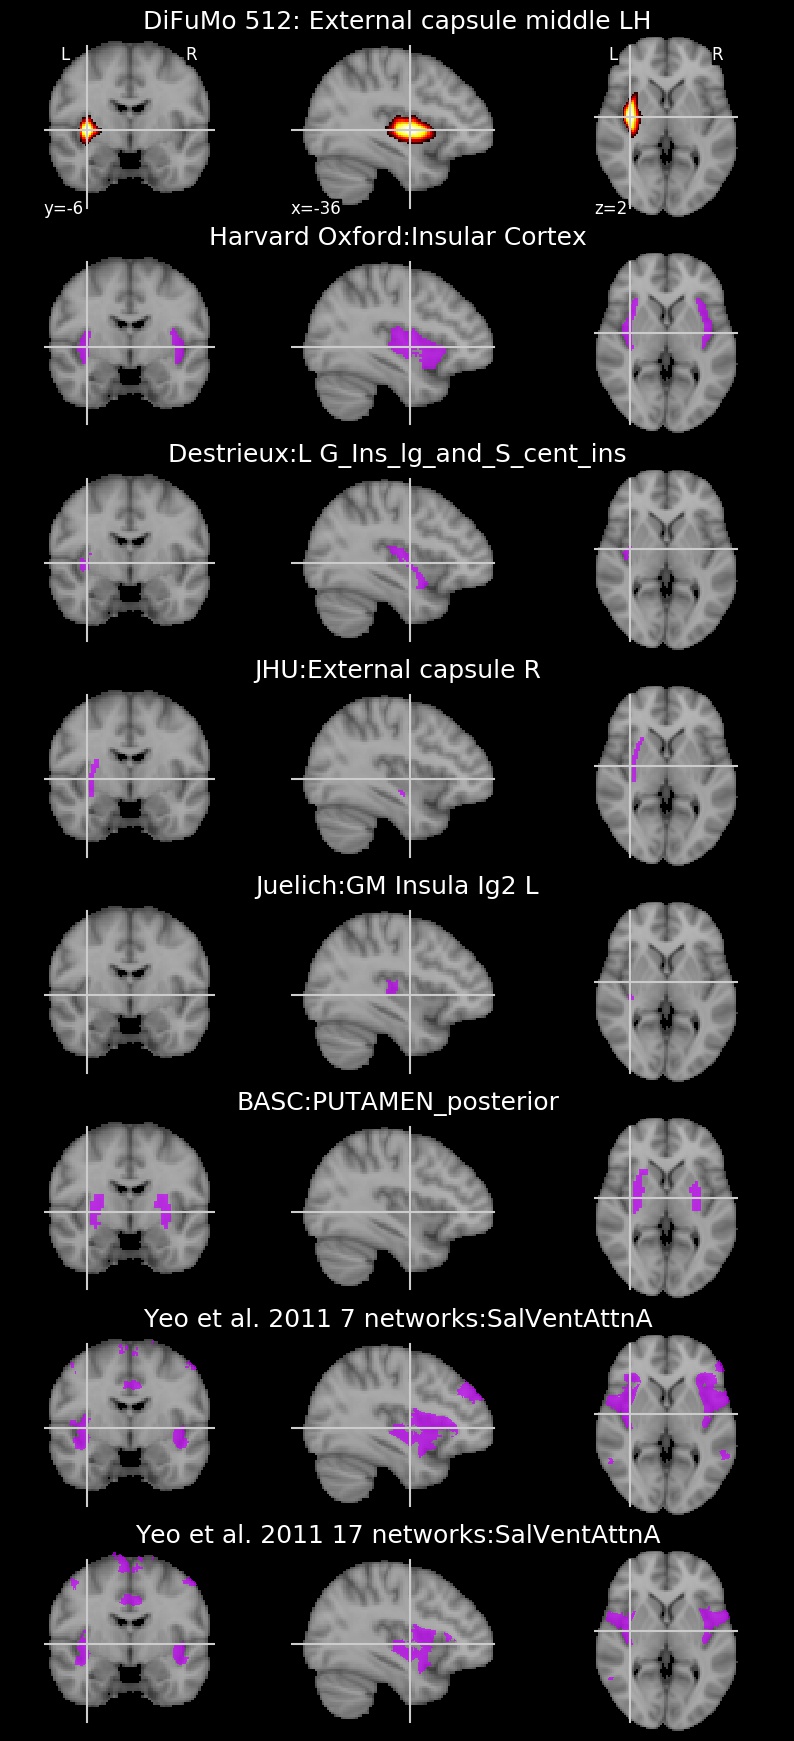 DiFuMo 512: External capsule middle LH
L R L R
y=-6 x=-36 z=2
Harvard Oxford:Insular Cortex
Destrieux:L G_Ins_lg_and_S_cent_ins
JHU:External capsule R
Juelich:GM Insula Ig2 L
BASC:PUTAMEN_posterior
Yeo et al. 2011 7 networks:SalVentAttnA
Yeo et al. 2011 17 networks:SalVentAttnA